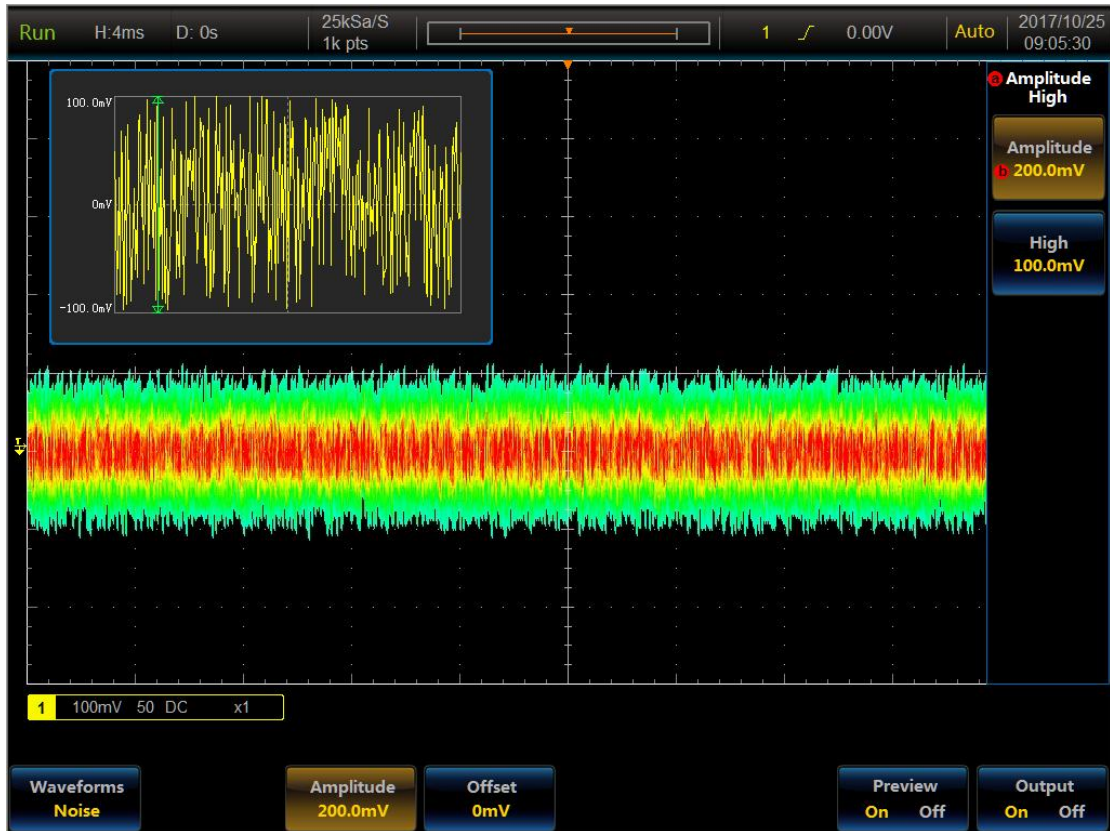 Run H:4ms D: 0s 25kSa/S 1 0.00V Auto 2017/10/25
1k pts 09:05:30
a Amplitude
High
Amplitude
b 200.0mV
High
100.0mV
100.0mV
0mV
-100.0mV
T
1 100mV 50 DC x1
Waveforms
Noise
Amplitude
200.0mV
Offset
0mV
Preview
On Off
Output
On Off